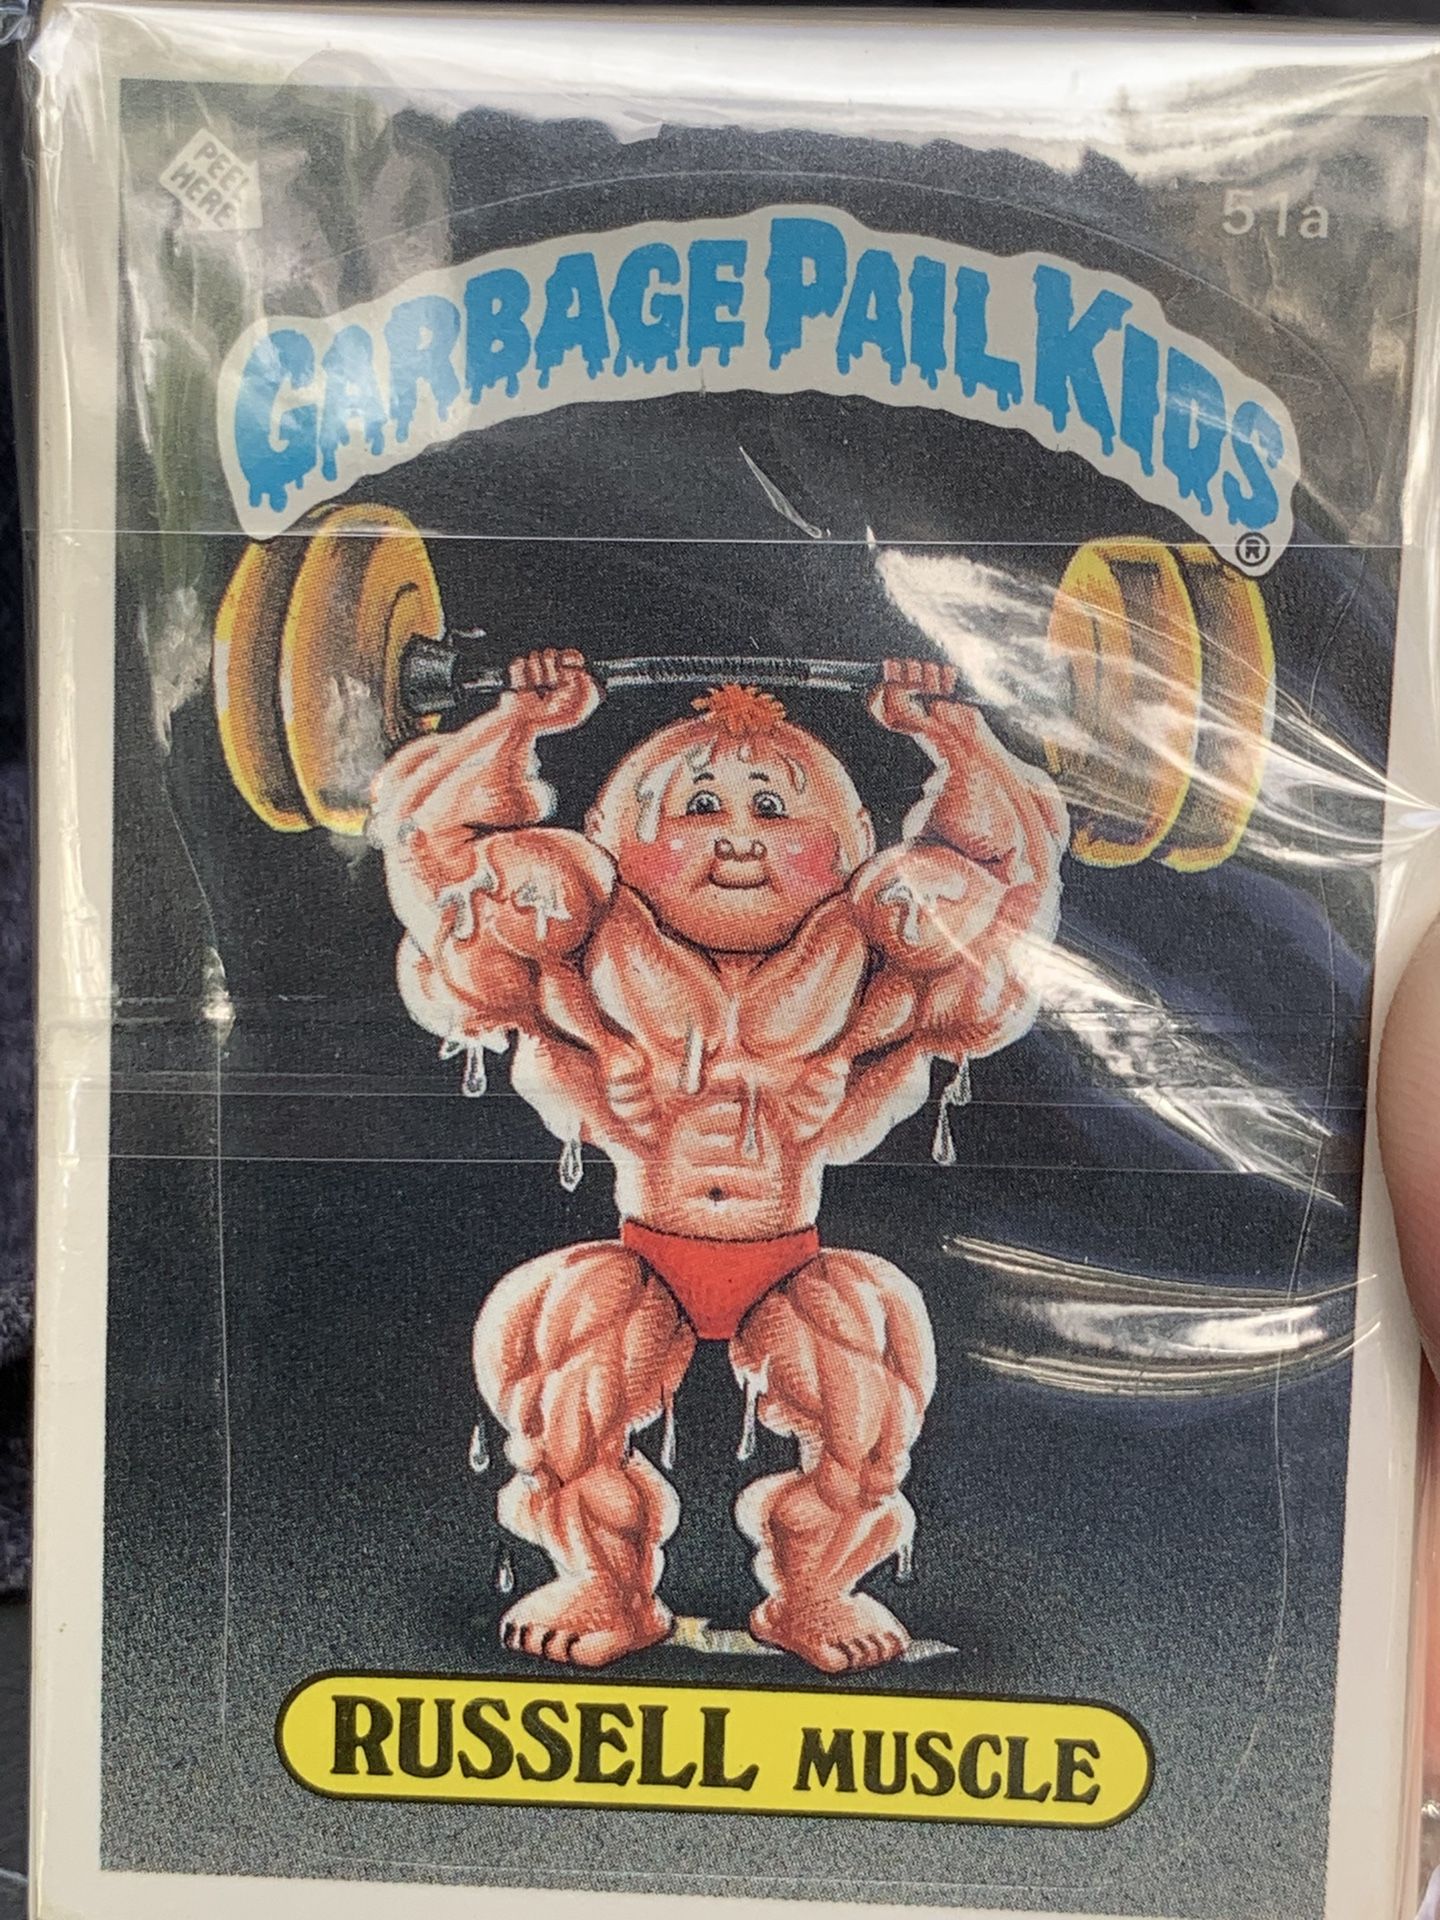 PEEL
HERE
51a
GARBAGE PAIL KIDS
®
RUSSELL MUSCLE